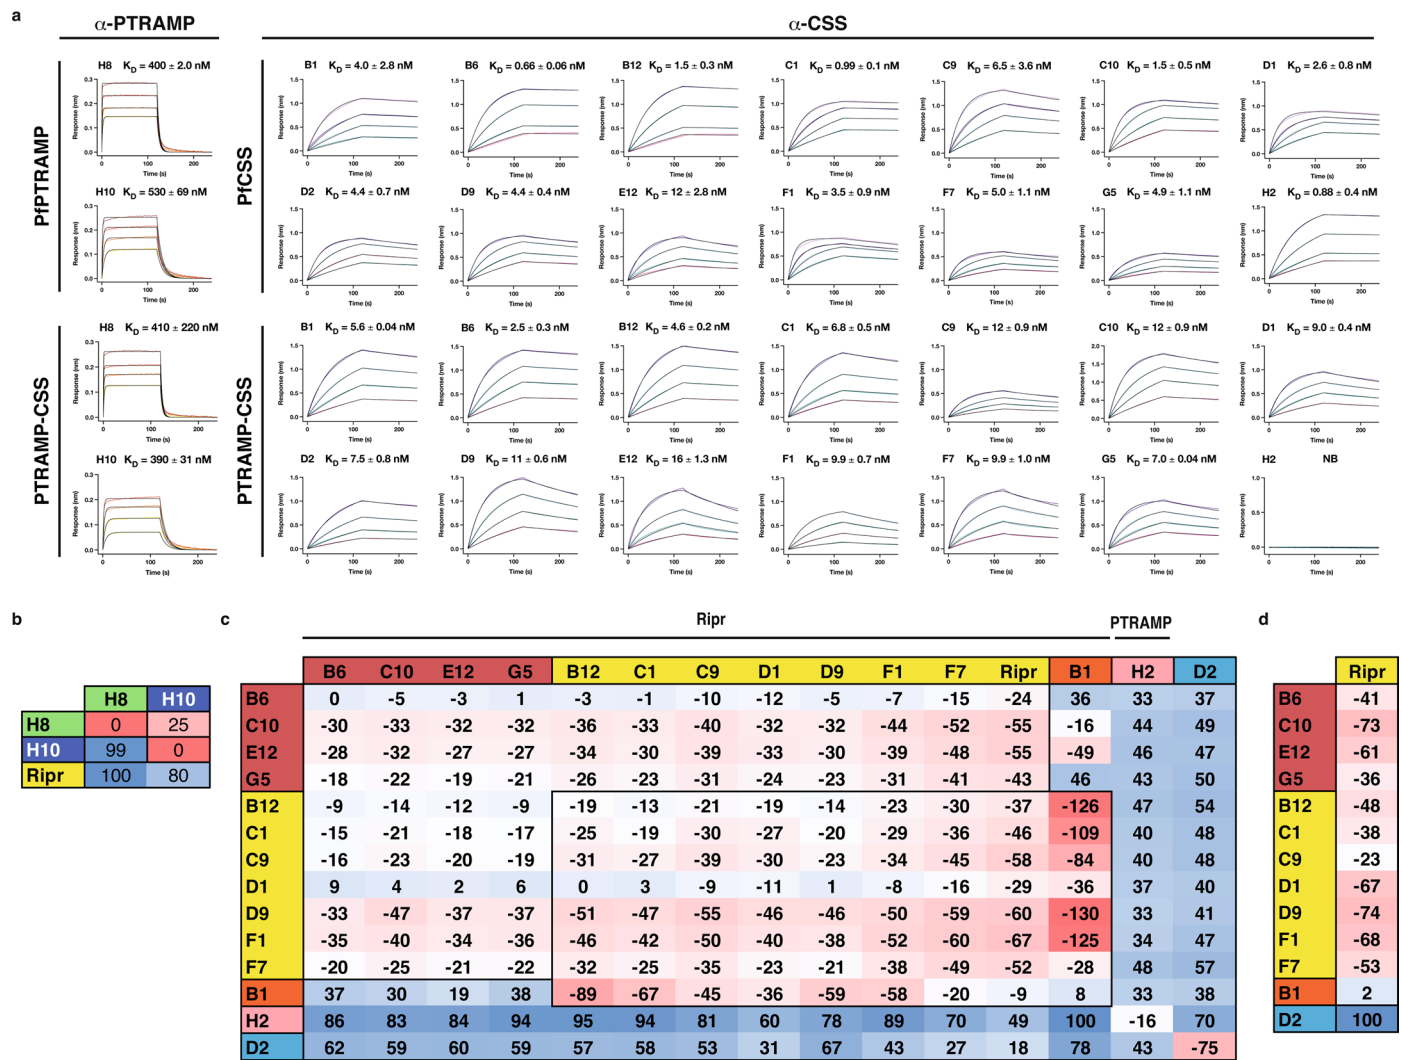 a
α-PTRAMP
α-CSS
PfPTRAMP
PfCSS
H8 KD = 400 ± 2.0 nM
B1 KD = 4.0 ± 2.8 nM
B6 KD = 0.66 ± 0.06 nM
B12 KD = 1.5 ± 0.3 nM
C1 KD = 0.99 ± 0.1 nM
C9 KD = 6.5 ± 3.6 nM
C10 KD = 1.5 ± 0.5 nM
D1 KD = 2.6 ± 0.8 nM
H10 KD = 530 ± 69 nM
D2 KD = 4.4 ± 0.7 nM
D9 KD = 4.4 ± 0.4 nM
E12 KD = 12 ± 2.8 nM
F1 KD = 3.5 ± 0.9 nM
F7 KD = 5.0 ± 1.1 nM
G5 KD = 4.9 ± 1.1 nM
H2 KD = 0.88 ± 0.4 nM
PTRAMP-CSS
PTRAMP-CSS
H8 KD = 410 ± 220 nM
B1 KD = 5.6 ± 0.04 nM
B6 KD = 2.5 ± 0.3 nM
B12 KD = 4.6 ± 0.2 nM
C1 KD = 6.8 ± 0.5 nM
C9 KD = 12 ± 0.9 nM
C10 KD = 12 ± 0.9 nM
D1 KD = 9.0 ± 0.4 nM
H10 KD = 390 ± 31 nM
D2 KD = 7.5 ± 0.8 nM
D9 KD = 11 ± 0.6 nM
E12 KD = 16 ± 1.3 nM
F1 KD = 9.9 ± 0.7 nM
F7 KD = 9.9 ± 1.0 nM
G5 KD = 7.0 ± 0.04 nM
H2 NB
Response (nm)
Time (s)
b
H8 H10
H8 0 25
H10 99 0
Ripr 100 80
c
Ripr PTRAMP
B6 C10 E12 G5 B12 C1 C9 D1 D9 F1 F7 Ripr B1 H2 D2
B6 0 -5 -3 1 -3 -1 -10 -12 -5 -7 -15 -24 36 33 37
C10 -30 -33 -32 -32 -36 -33 -40 -32 -32 -44 -52 -55 -16 44 49
E12 -28 -32 -27 -27 -34 -30 -39 -33 -30 -39 -48 -55 -49 46 47
G5 -18 -22 -19 -21 -26 -23 -31 -24 -23 -31 -41 -43 46 43 50
B12 -9 -14 -12 -9 -19 -13 -21 -19 -14 -23 -30 -37 -126 47 54
C1 -15 -21 -18 -17 -25 -19 -30 -27 -20 -29 -36 -46 -109 40 48
C9 -16 -23 -20 -19 -31 -27 -39 -30 -23 -34 -45 -58 -84 40 48
D1 9 4 2 6 0 3 -9 -11 1 -8 -16 -29 -36 37 40
D9 -33 -47 -37 -37 -51 -47 -55 -46 -46 -50 -59 -60 -130 33 41
F1 -35 -40 -34 -36 -46 -42 -50 -40 -38 -52 -60 -67 -125 34 47
F7 -20 -25 -21 -22 -32 -25 -35 -23 -21 -38 -49 -52 -28 48 57
B1 37 30 19 38 -89 -67 -45 -36 -59 -58 -20 -9 8 33 38
H2 86 83 84 94 95 94 81 60 78 89 70 49 100 -16 70
D2 62 59 60 59 57 58 53 31 67 43 27 18 78 43 -75
d
Ripr
B6 -41
C10 -73
E12 -61
G5 -36
B12 -48
C1 -38
C9 -23
D1 -67
D9 -74
F1 -68
F7 -53
B1 2
D2 100